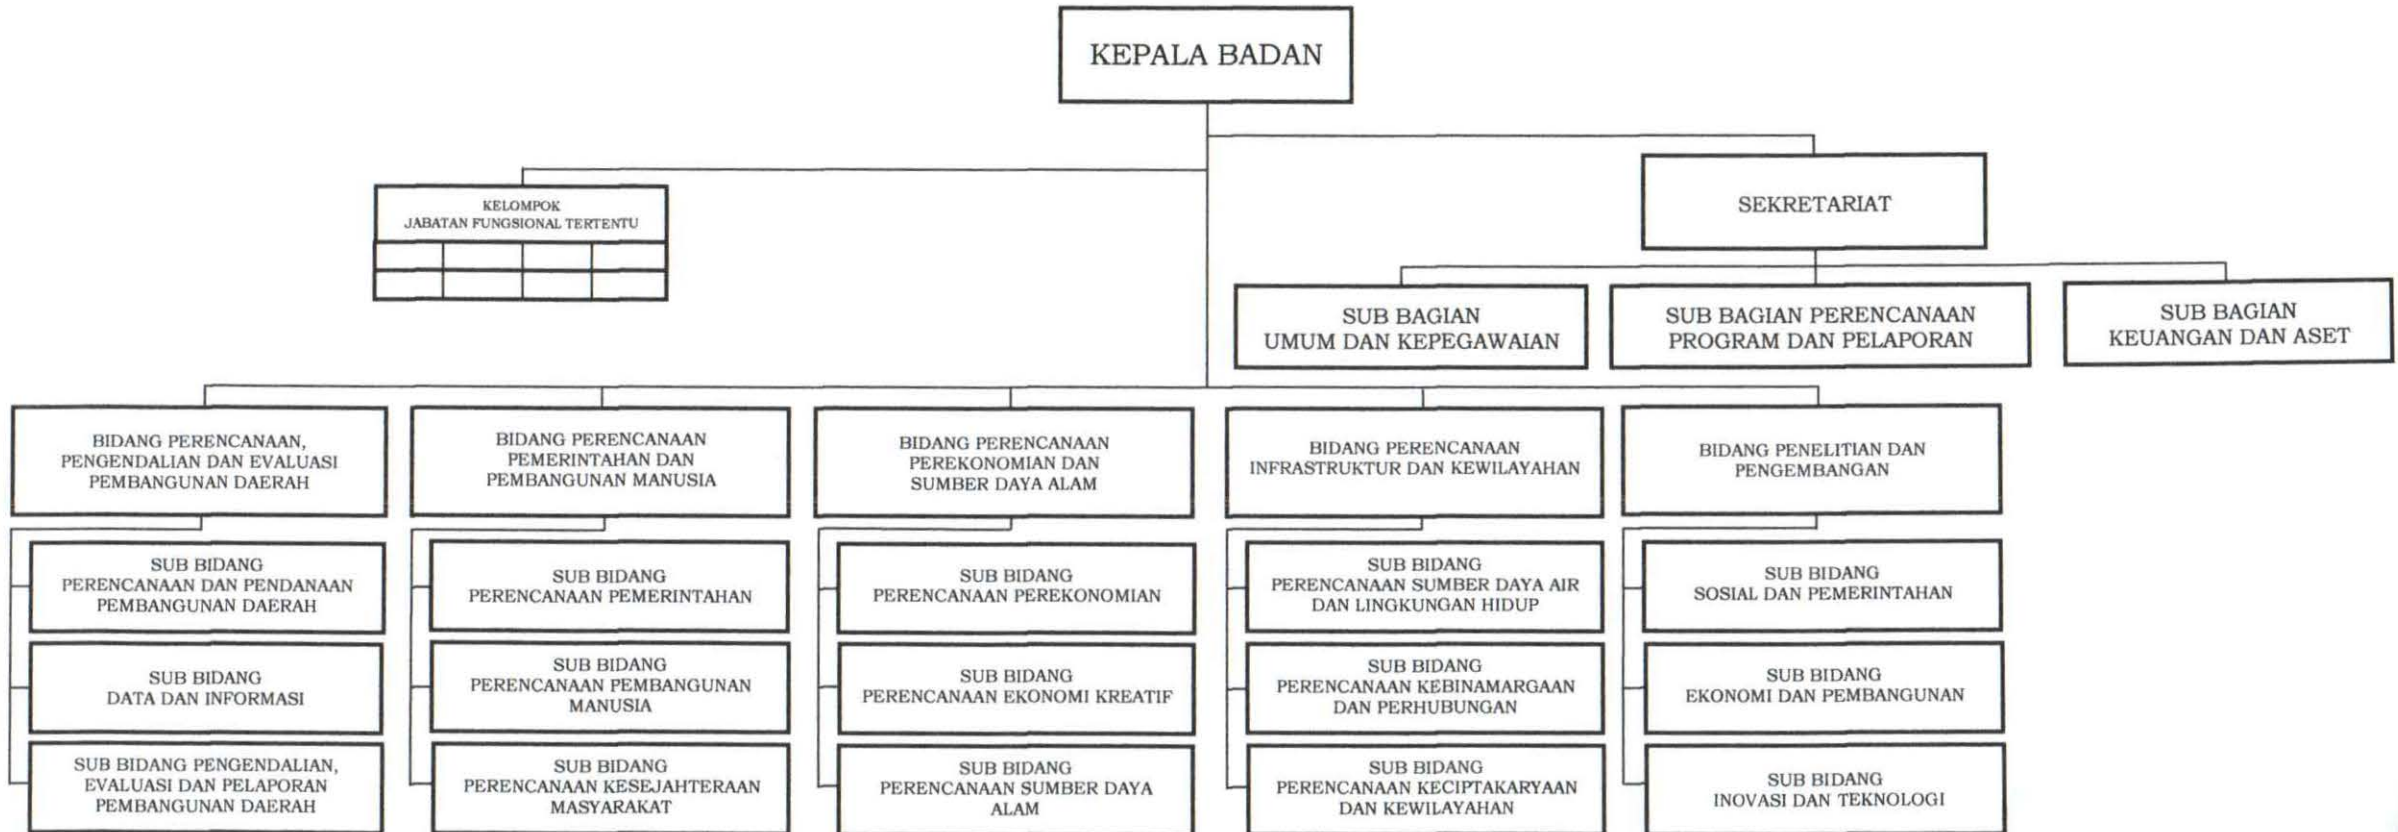 KEPALA BADAN
KELOMPOK
JABATAN FUNGSIONAL TERTENTU
SEKRETARIAT
SUB BAGIAN
UMUM DAN KEPEGAWAIAN
SUB BAGIAN PERENCANAAN
PROGRAM DAN PELAPORAN
SUB BAGIAN
KEUANGAN DAN ASET
BIDANG PERENCANAAN,
PENGENDALIAN DAN EVALUASI
PEMBANGUNAN DAERAH
SUB BIDANG
PERENCANAAN DAN PENDANAAN
PEMBANGUNAN DAERAH
SUB BIDANG
DATA DAN INFORMASI
SUB BIDANG PENGENDALIAN,
EVALUASI DAN PELAPORAN
PEMBANGUNAN DAERAH
BIDANG PERENCANAAN
PEMERINTAHAN DAN
PEMBANGUNAN MANUSIA
SUB BIDANG
PERENCANAAN PEMERINTAHAN
SUB BIDANG
PERENCANAAN PEMBANGUNAN
MANUSIA
SUB BIDANG
PERENCANAAN KESEJAHTERAAN
MASYARAKAT
BIDANG PERENCANAAN
PEREKONOMIAN DAN
SUMBER DAYA ALAM
SUB BIDANG
PERENCANAAN PEREKONOMIAN
SUB BIDANG
PERENCANAAN EKONOMI KREATIF
SUB BIDANG
PERENCANAAN SUMBER DAYA
ALAM
BIDANG PERENCANAAN
INFRASTRUKTUR DAN KEWILAYAHAN
SUB BIDANG
PERENCANAAN SUMBER DAYA AIR
DAN LINGKUNGAN HIDUP
SUB BIDANG
PERENCANAAN KEBINAMARGAAN
DAN PERHUBUNGAN
SUB BIDANG
PERENCANAAN KECIPTAKARYAAN
DAN KEWILAYAHAN
BIDANG PENELITIAN DAN
PENGEMBANGAN
SUB BIDANG
SOSIAL DAN PEMERINTAHAN
SUB BIDANG
EKONOMI DAN PEMBANGUNAN
SUB BIDANG
INOVASI DAN TEKNOLOGI